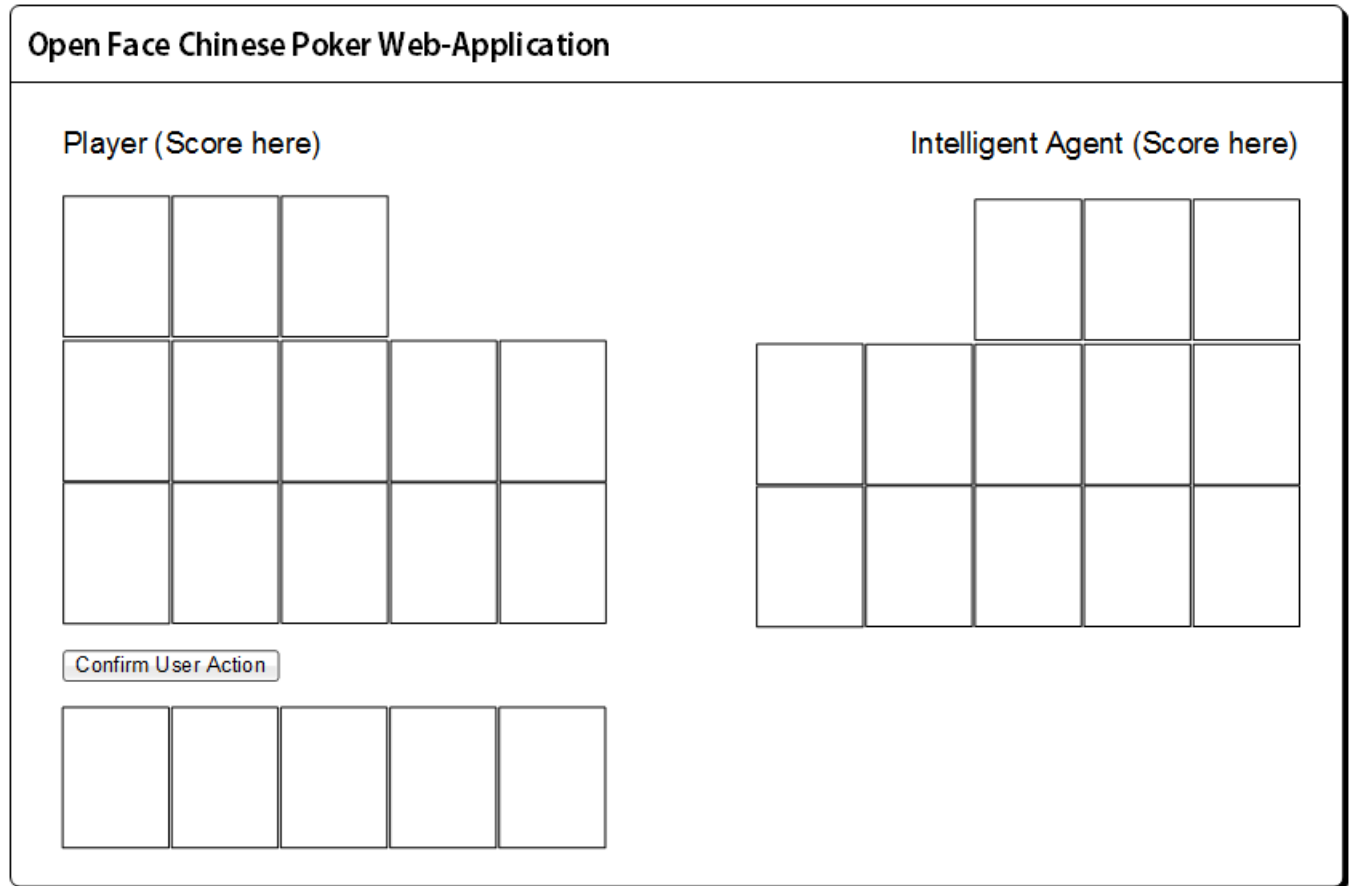 Open Face Chinese Poker Web-Application
Player (Score here)
Intelligent Agent (Score here)
Confirm User Action